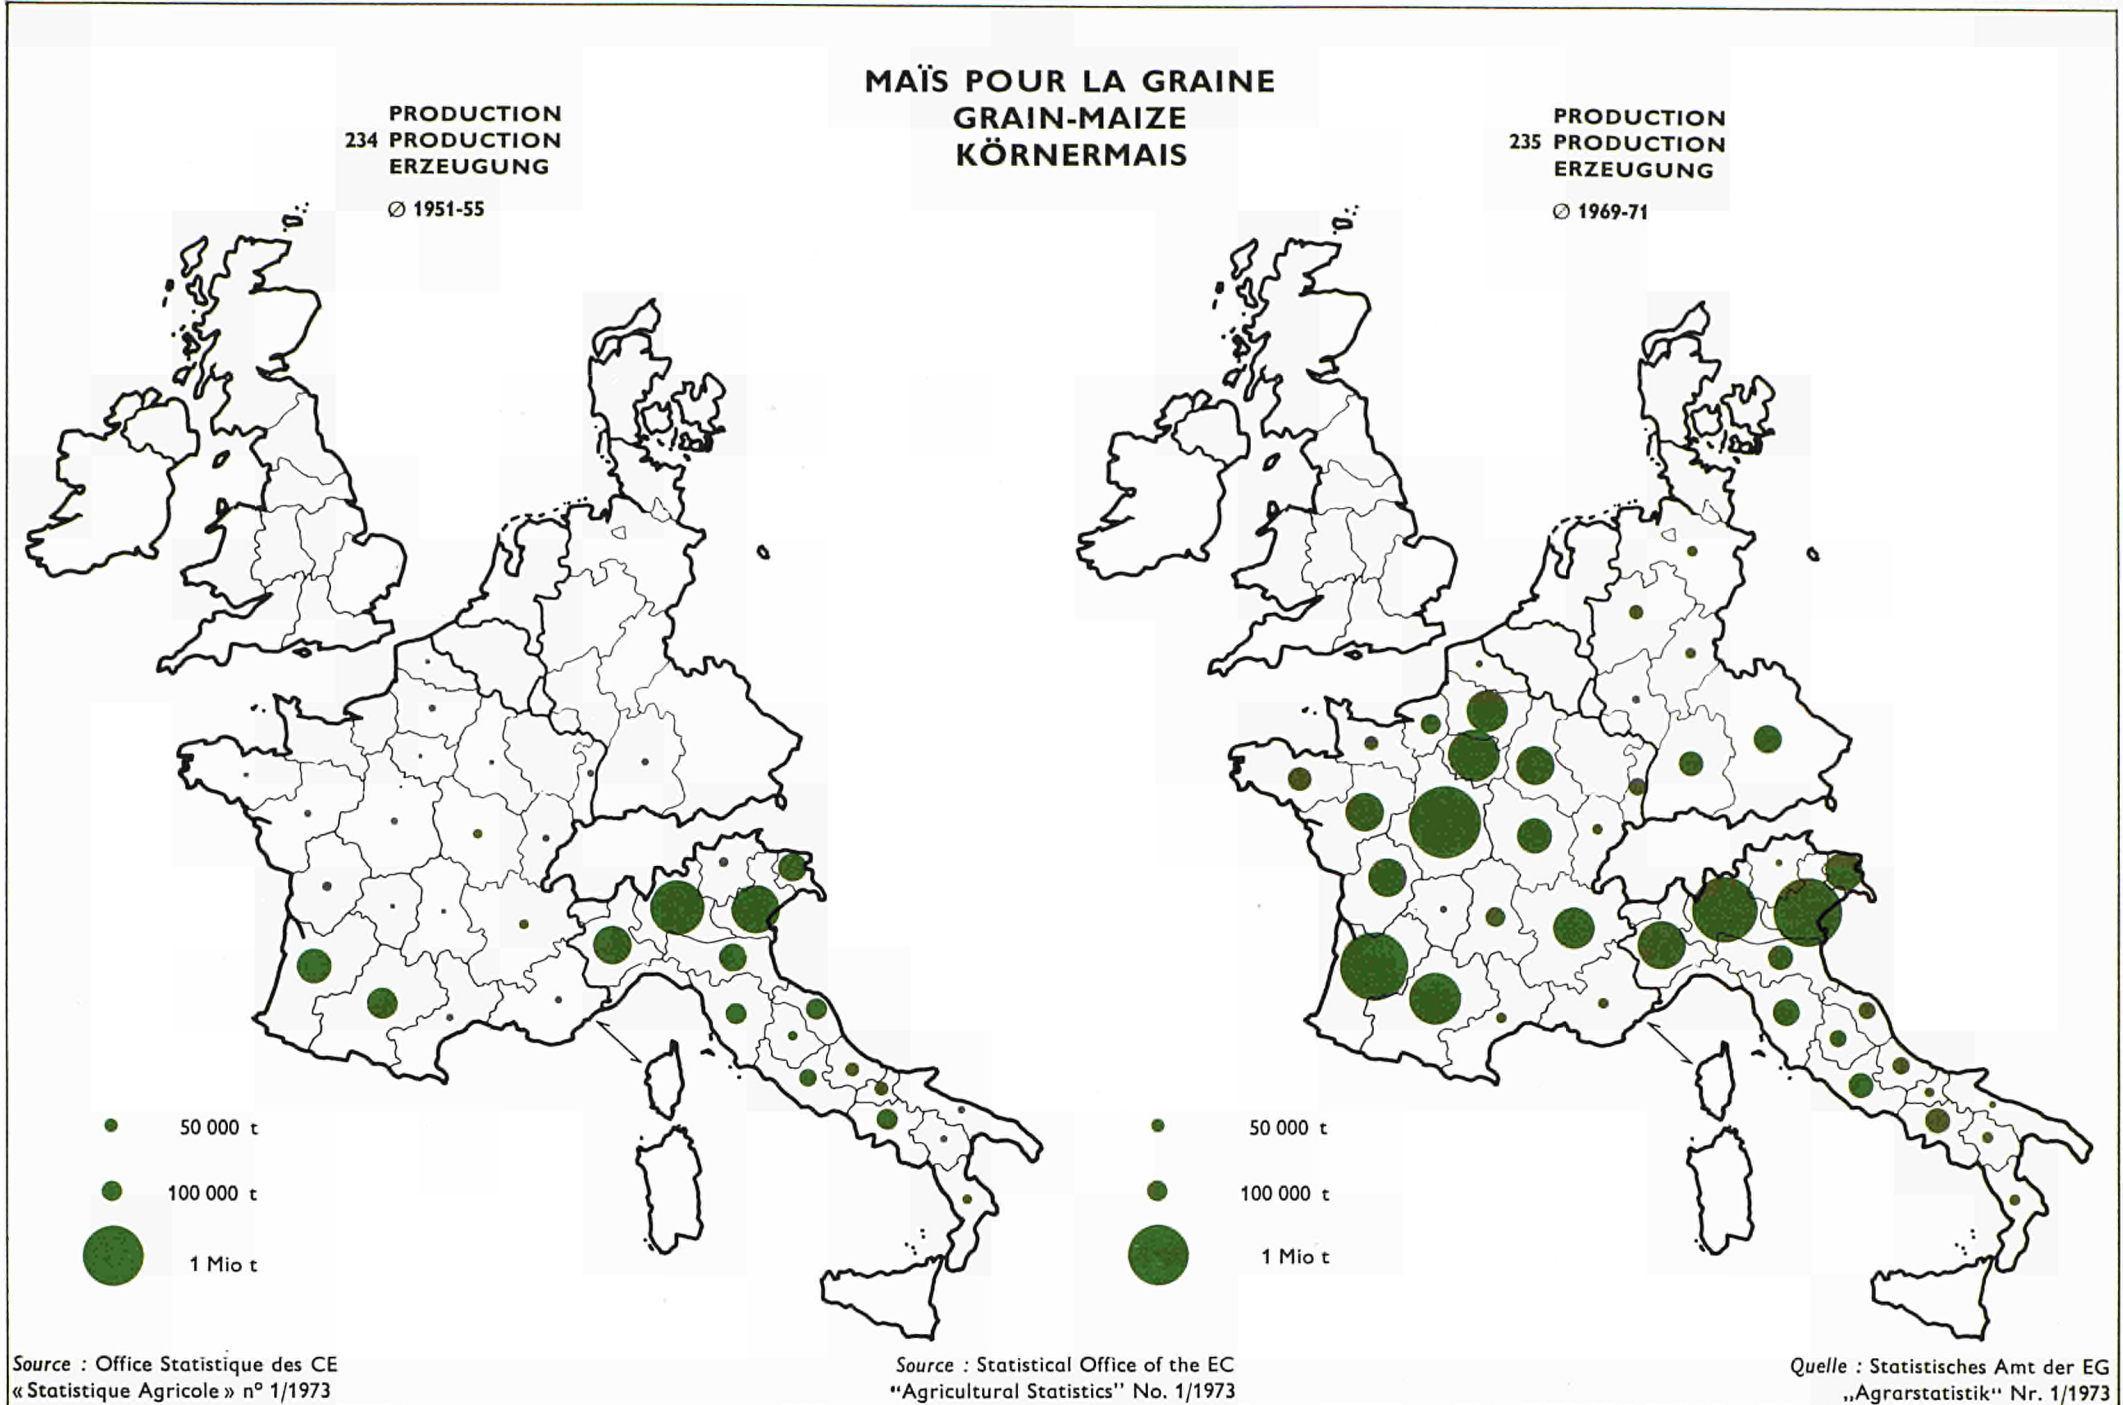 MAÏS POUR LA GRAINE
GRAIN-MAIZE
KÖRNERMAIS
PRODUCTION
234 PRODUCTION
ERZEUGUNG
∅ 1951-55
PRODUCTION
235 PRODUCTION
ERZEUGUNG
∅ 1969-71
50 000 t
100 000 t
1 Mio t
50 000 t
100 000 t
1 Mio t
Source : Office Statistique des CE
« Statistique Agricole » nº 1/1973
Source : Statistical Office of the EC
“Agricultural Statistics” No. 1/1973
Quelle : Statistisches Amt der EG
„Agrarstatistik“ Nr. 1/1973